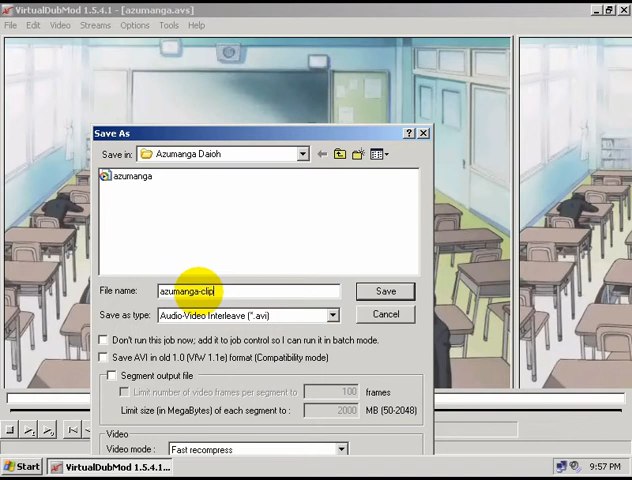 VirtualDubMod 1.5.4.1 - [azumanga.avs]
File Edit Video Streams Options Tools Help
Save As
Save in: Azumanga Daioh
azumanga
File name: azumanga-clip Save
Save as type: Audio-Video Interleave (*.avi) Cancel
Don't run this job now; add it to job control so I can run it in batch mode.
Save AVI in old 1.0 (VfW 1.1e) format (Compatibility mode)
Segment output file
Limit number of video frames per segment to 100 frames
Limit size (in MegaBytes) of each segment to : 2000 MB (50-2048)
Video
Video mode : Fast recompress
Start VirtualDubMod 1.5.4.1... 9:57 PM